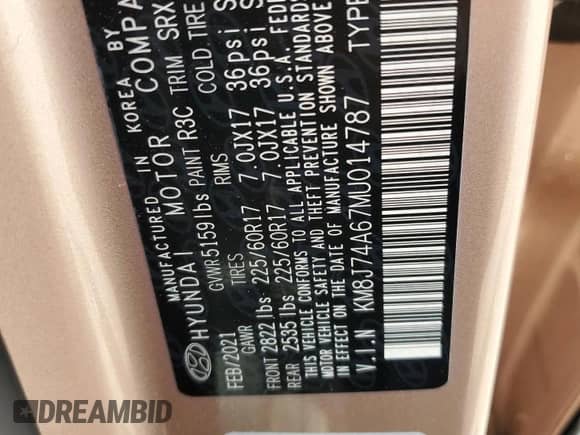 MANUFACTURED IN KOREA BY
HYUNDAI MOTOR COMPA
FEB/2021 GVWR 5159 lbs PAINT R3C TRIM SRX
GAWR TIRES RIMS COLD TIRE
FRONT 2822 lbs 225/60R17 7.0JX17 36psi
REAR 2535 lbs 225/60R17 7.0JX17 36psi
THIS VEHICLE CONFORMS TO ALL APPLICABLE U.S.A. FEDE
MOTOR VEHICLE SAFETY AND THEFT PREVENTION STANDARDS
IN EFFECT ON THE DATE OF MANUFACTURE SHOWN ABOVE
V.I.N KM8J74A67MU014787 TYPE
DREAMBID